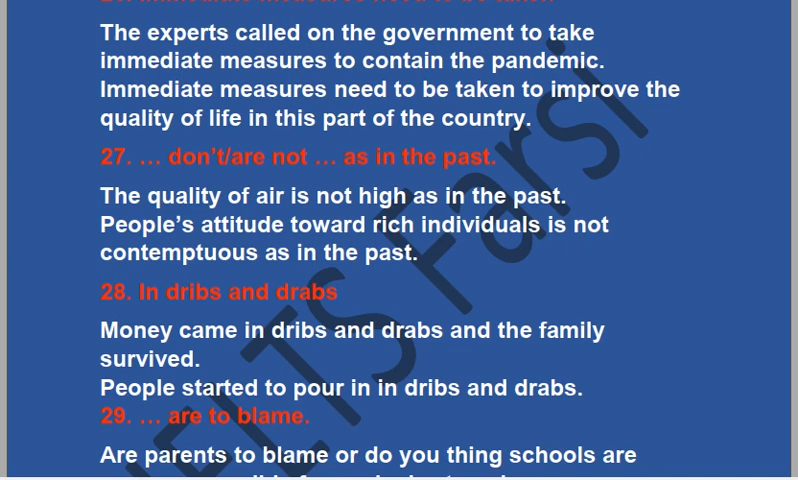 The experts called on the government to take
immediate measures to contain the pandemic.
Immediate measures need to be taken to improve the
quality of life in this part of the country.
27. … don’t/are not … as in the past.
The quality of air is not high as in the past.
People’s attitude toward rich individuals is not
contemptuous as in the past.
28. In dribs and drabs
Money came in dribs and drabs and the family
survived.
People started to pour in in dribs and drabs.
29. … are to blame.
Are parents to blame or do you thing schools are
IELTS Farsi